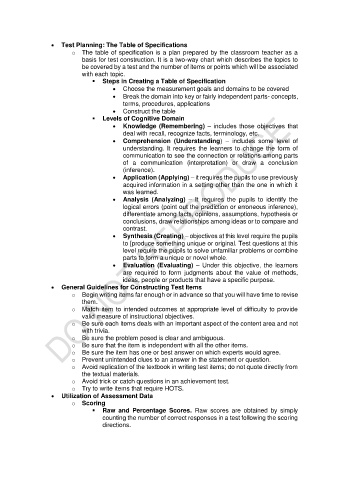 • Test Planning: The Table of Specifications
o The table of specification is a plan prepared by the classroom teacher as a
basis for test construction. It is a two-way chart which describes the topics to
be covered by a test and the number of items or points which will be associated
with each topic.
▪ Steps in Creating a Table of Specification
• Choose the measurement goals and domains to be covered
• Break the domain into key or fairly independent parts- concepts,
terms, procedures, applications
• Construct the table
▪ Levels of Cognitive Domain
• Knowledge (Remembering) – includes those objectives that
deal with recall, recognize facts, terminology, etc.
• Comprehension (Understanding) – includes some level of
understanding. It requires the learners to change the form of
communication to see the connection or relations among parts
of a communication (interpretation) or draw a conclusion
(inference).
• Application (Applying) – it requires the pupils to use previously
acquired information in a setting other than the one in which it
was learned.
• Analysis (Analyzing) – It requires the pupils to identify the
logical errors (point out the prediction or erroneous inference),
differentiate among facts, opinions, assumptions, hypothesis or
conclusions, draw relationships among ideas or to compare and
contrast.
• Synthesis (Creating) – objectives at this level require the pupils
to [produce something unique or original. Test questions at this
level require the pupils to solve unfamiliar problems or combine
parts to form a unique or novel whole.
• Evaluation (Evaluating) – Under this objective, the learners
are required to form judgments about the value of methods,
ideas, people or products that have a specific purpose.
• General Guidelines for Constructing Test Items
o Begin writing items far enough or in advance so that you will have time to revise
them.
o Match item to intended outcomes at appropriate level of difficulty to provide
valid measure of instructional objectives.
o Be sure each items deals with an important aspect of the content area and not
with trivia.
o Be sure the problem posed is clear and ambiguous.
o Be sure that the item is independent with all the other items.
o Be sure the item has one or best answer on which experts would agree.
o Prevent unintended clues to an answer in the statement or question.
o Avoid replication of the textbook in writing test items; do not quote directly from
the textual materials.
o Avoid trick or catch questions in an achievement test.
o Try to write items that require HOTS.
• Utilization of Assessment Data
o Scoring
▪ Raw and Percentage Scores. Raw scores are obtained by simply
counting the number of correct responses in a test following the scoring
directions.